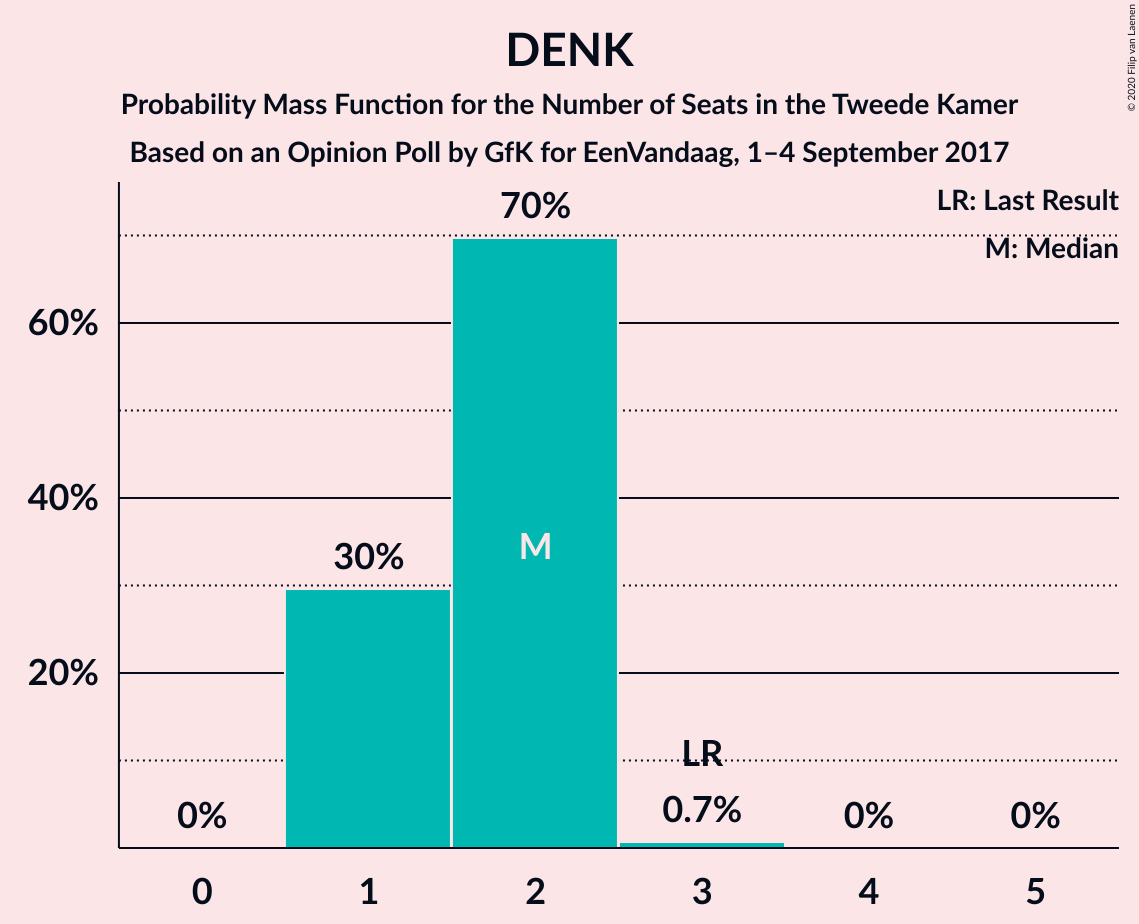 DENK
Probability Mass Function for the Number of Seats in the Tweede Kamer
Based on an Opinion Poll by GfK for EenVandaag, 1–4 September 2017
© 2020 Filip van Laenen
LR: Last Result
M: Median
70%
60%
40%
M
30%
20%
LR
0%
0.7%
0%
0%
0 1 2 3 4 5